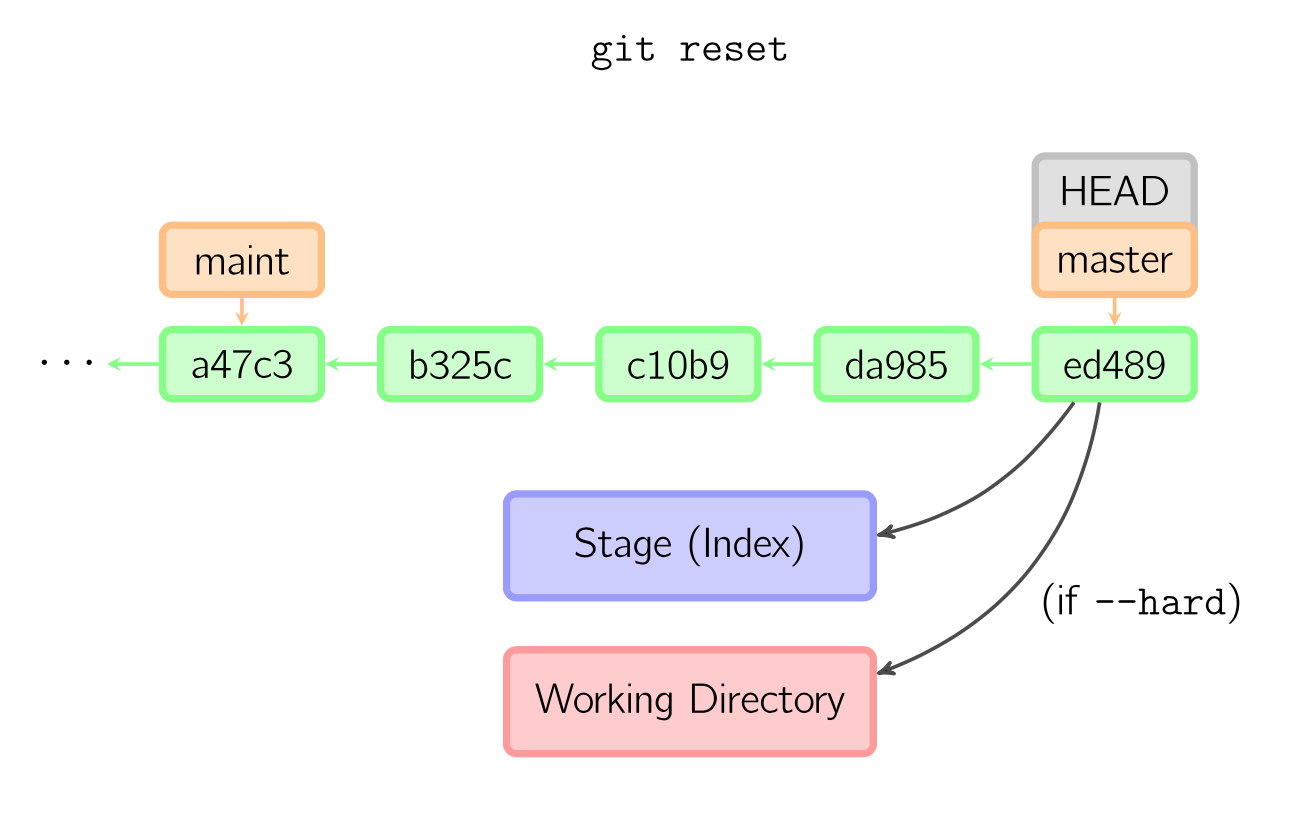 git reset
HEAD
maint
master
··· a47c3 b325c c10b9 da985 ed489
Stage (Index)
(if --hard)
Working Directory